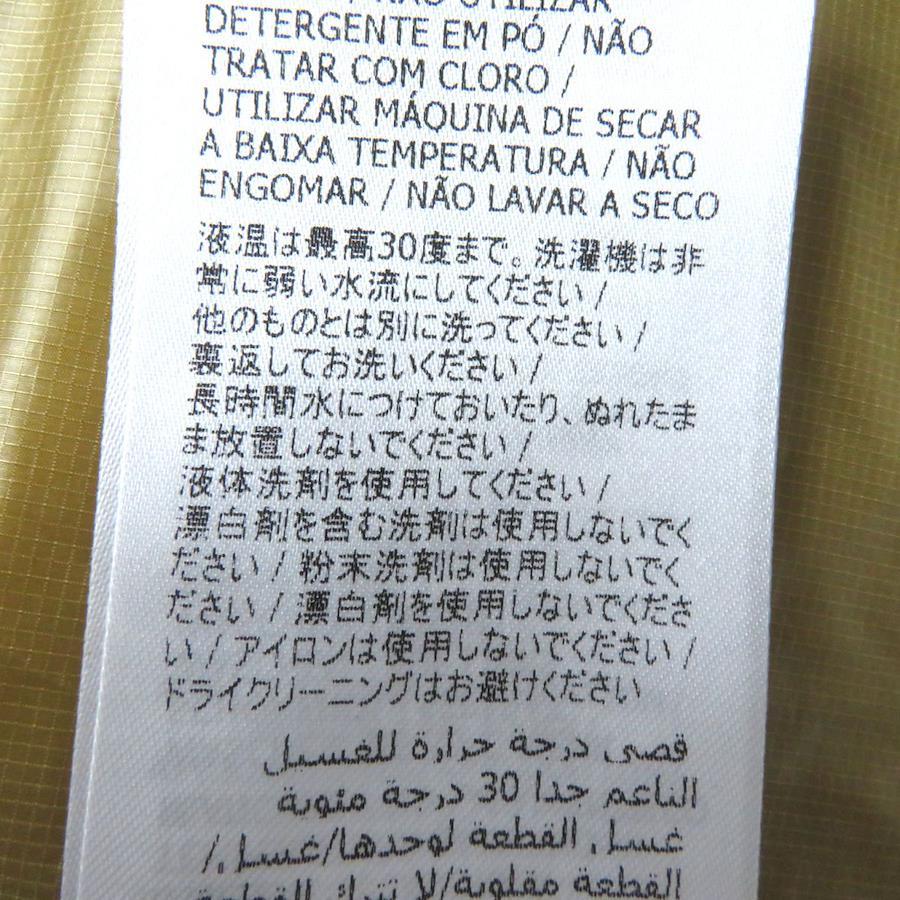 / NÃO UTILIZAR
DETERGENTE EM PÓ / NÃO
TRATAR COM CLORO /
UTILIZAR MÁQUINA DE SECAR
A BAIXA TEMPERATURA / NÃO
ENGOMAR / NÃO LAVAR A SECO
液温は最高30度まで。洗濯機は非
常に弱い水流にしてください /
他のものとは別に洗ってください /
裏返してお洗いください /
長時間水につけておいたり、ぬれたま
ま放置しないでください /
液体洗剤を使用してください /
漂白剤を含む洗剤は使用しないでく
ださい / 粉末洗剤は使用しないでく
ださい / 漂白剤を使用しないでくださ
い / アイロンは使用しないでください /
ドライクリーニングはお避けください
قصى درجة حرارة للغسيل
الناعم جدا 30 درجة مئوية
غسل. القطعة لوحدها/غسل./
القطعة مقلوبة/لا تترك القطعة